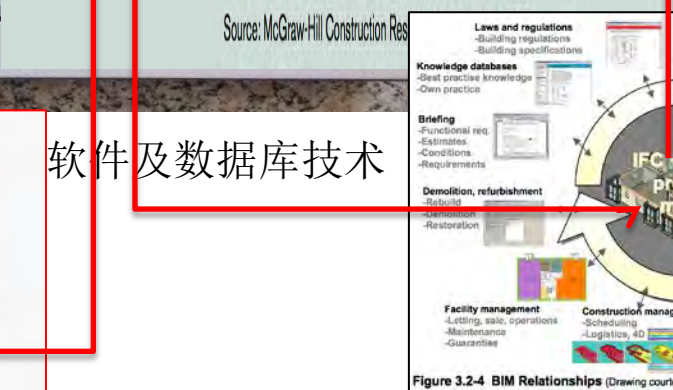 Source: McGraw-Hill Construction Res
软件及数据库技术
Laws and regulations
-Building regulations
-Building specifications
Knowledge databases
-Best practise knowledge
-Own practice
Briefing
-Functional req.
-Estimates
-Conditions
-Requirements
Demolition, refurbishment
-Rebuild
-Demolition
-Restoration
Facility management
-Letting, sale, operations
-Maintenance
-Guaranties
Construction manag
-Scheduling
-Logistics, 4D
IFC
Figure 3.2-4 BIM Relationships (Drawing court